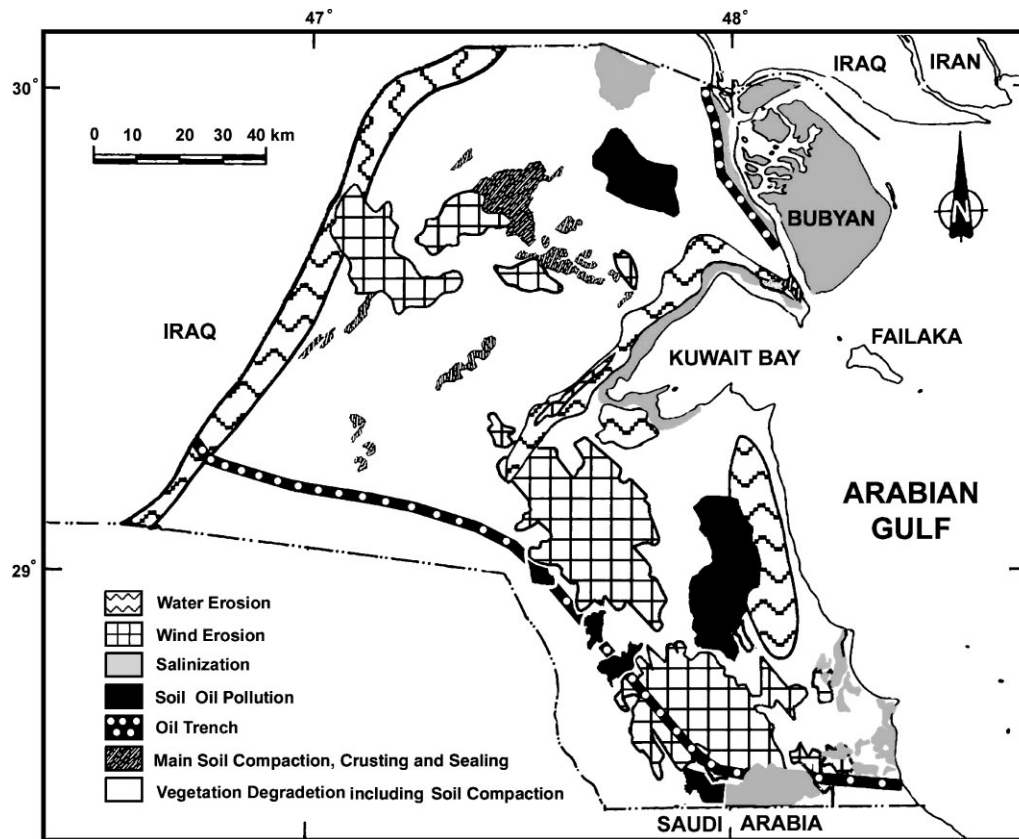 47° 48°
30°
IRAQ
IRAN
0 10 20 30 40 km
N
BUBYAN
IRAQ
FAILAKA
KUWAIT BAY
ARABIAN
GULF
29°
Water Erosion
Wind Erosion
Salinization
Soil Oil Pollution
Oil Trench
Main Soil Compaction, Crusting and Sealing
Vegetation Degradetion including Soil Compaction
SAUDI ARABIA